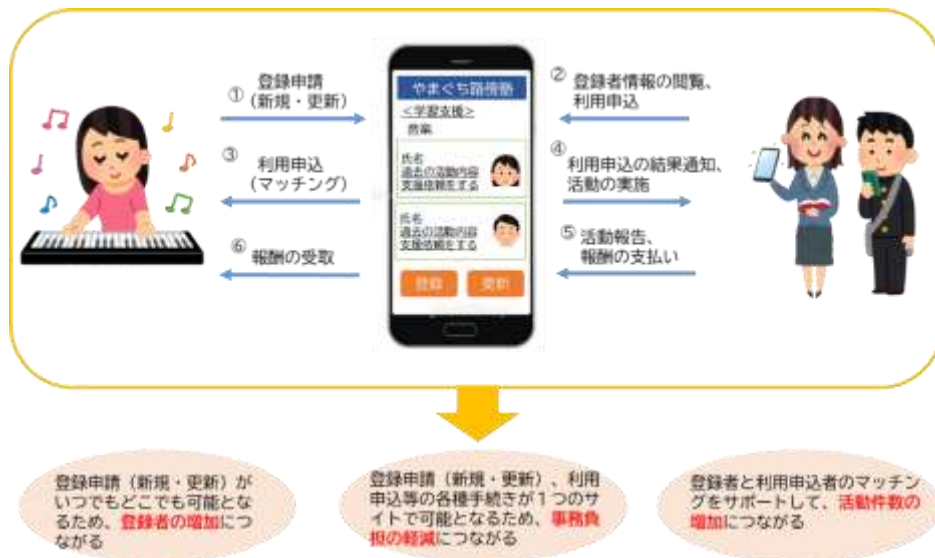 ①
登録申請
（新規・更新）
③
利用申込
（マッチング）
⑥ 報酬の受取
やまぐち路傍塾
＜学習支援＞
音楽
氏名
過去の活動内容
支援依頼をする
氏名
過去の活動内容
支援依頼をする
登録
更新
② 登録者情報の閲覧、
利用申込
④
利用申込の結果通知、
活動の実施
⑤ 活動報告、
報酬の支払い
登録申請（新規・更新）が
いつでもどこでも可能とな
るため、登録者の増加につ
ながる
登録申請（新規・更新）、利用
申込等の各種手続きが１つのサ
イトで可能となるため、事務負
担の軽減につながる
登録者と利用申込者のマッチン
グをサポートして、活動件数の
増加につながる